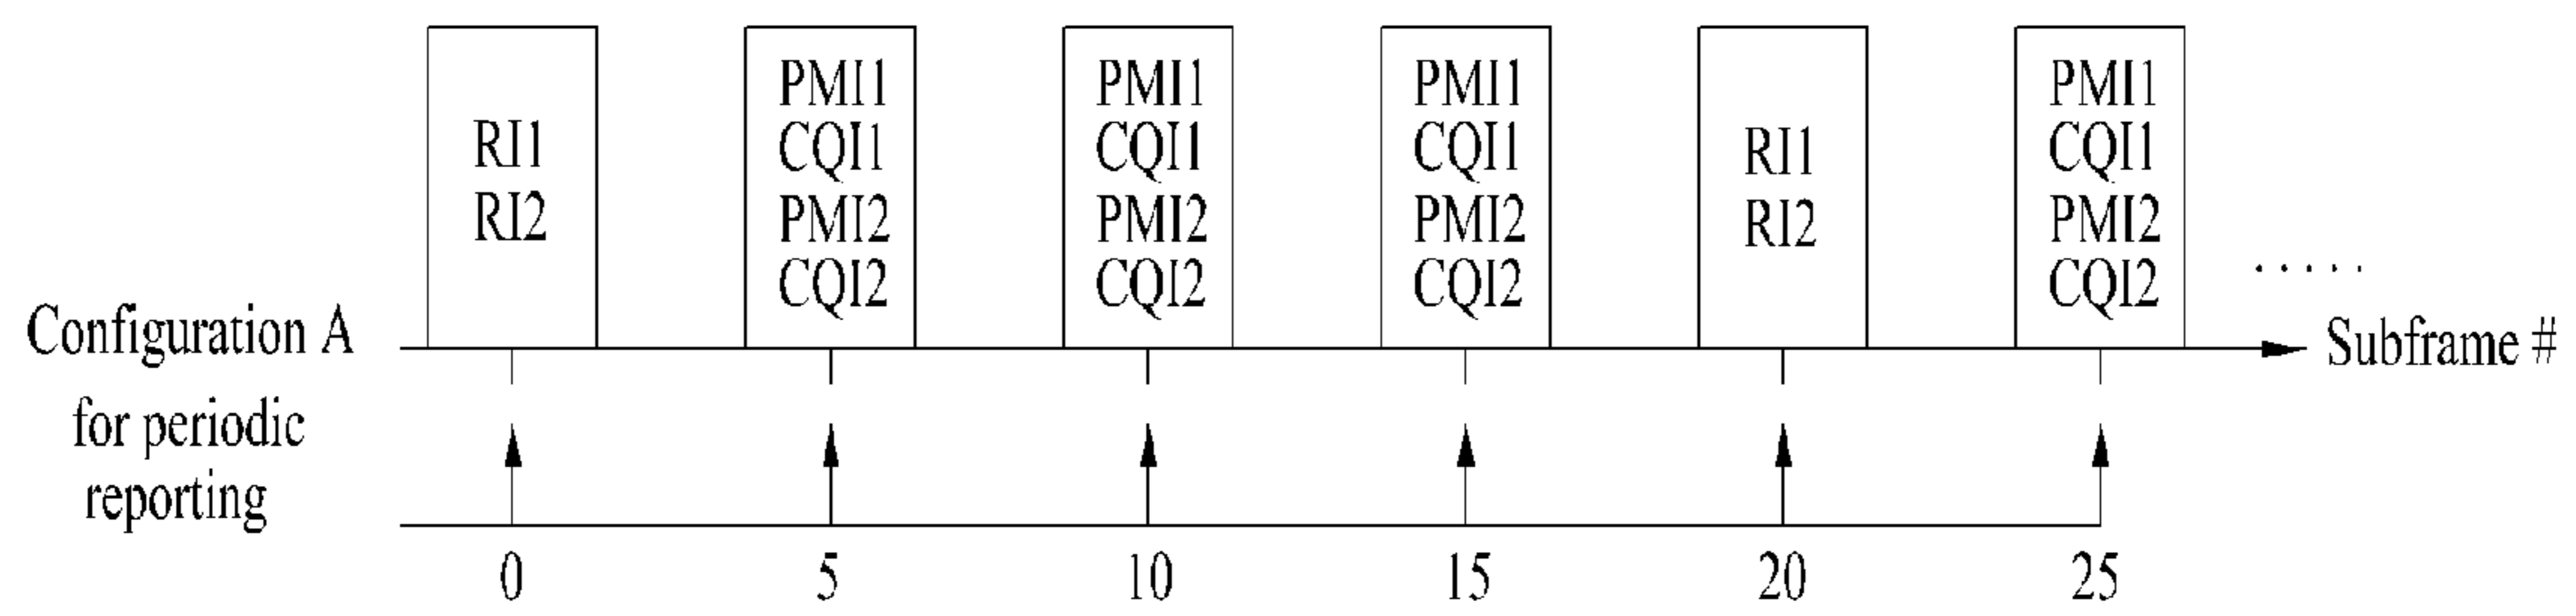 RI1
RI2
PMI1
CQI1
PMI2
CQI2
PMI1
CQI1
PMI2
CQI2
PMI1
CQI1
PMI2
CQI2
RI1
RI2
PMI1
CQI1
PMI2
CQI2
.....
Configuration A
for periodic
reporting
Subframe #
0 5 10 15 20 25